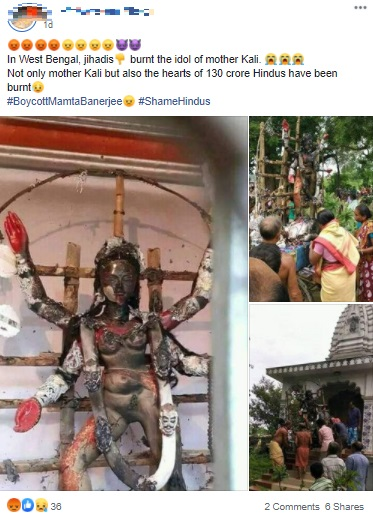 1d
In West Bengal, jihadis👇 burnt the idol of mother Kali. 😭😭😭
Not only mother Kali but also the hearts of 130 crore Hindus have been
burnt😠
#BoycottMamtaBanerjee😠 #ShameHindus
36
2 Comments 6 Shares